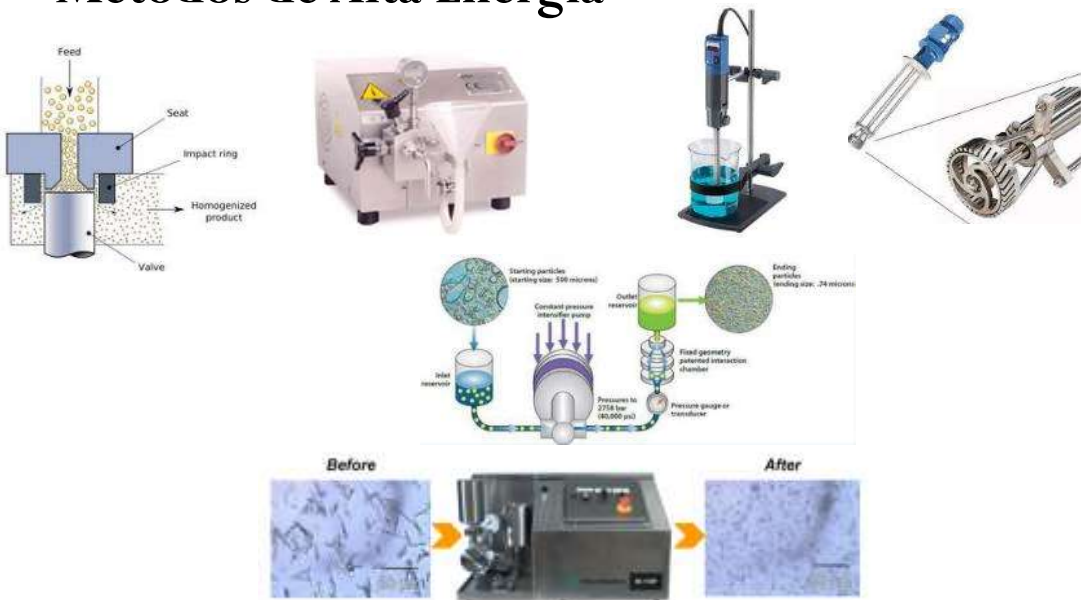 Métodos de Alta Energía
Feed
Seat
Impact ring
Homogenized
product
Valve
Starting particles
(starting size: 500 microns)
Constant pressure
intensifier pump
Inlet
reservoir
Pressures to
2758 bar
(40,000 psi)
Outlet
reservoir
Ending
particles
(ending size: .74 microns)
Fixed geometry
patented interaction
chamber
Pressure gauge or
transducer
Before
After